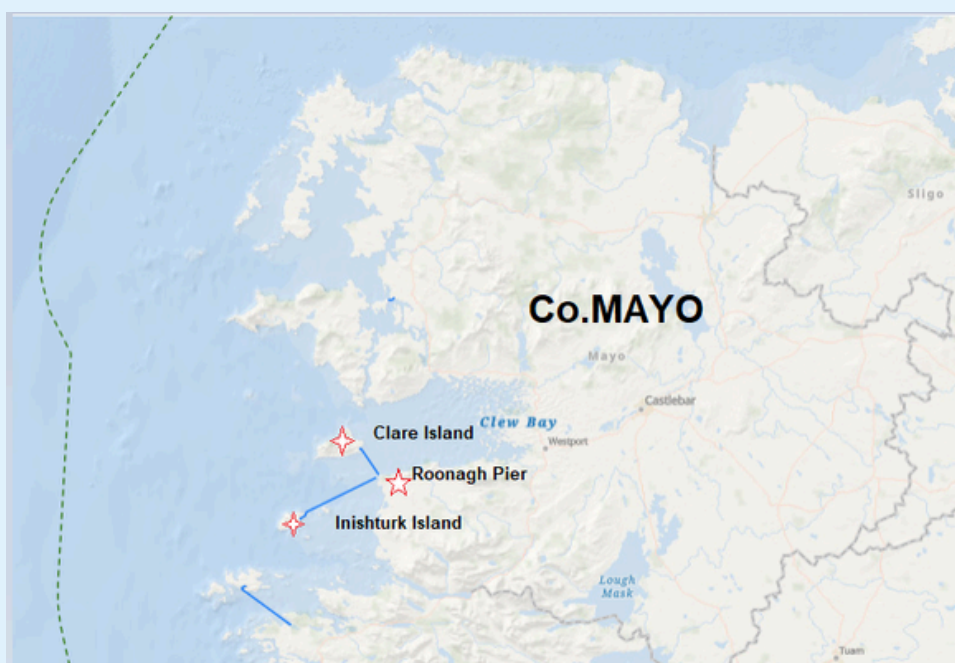 Sligo
Co.MAYO
Mayo
Castlebar
Clew Bay
Clare Island
Westport
Roonagh Pier
Inishturk Island
Lough
Mask
Tuam